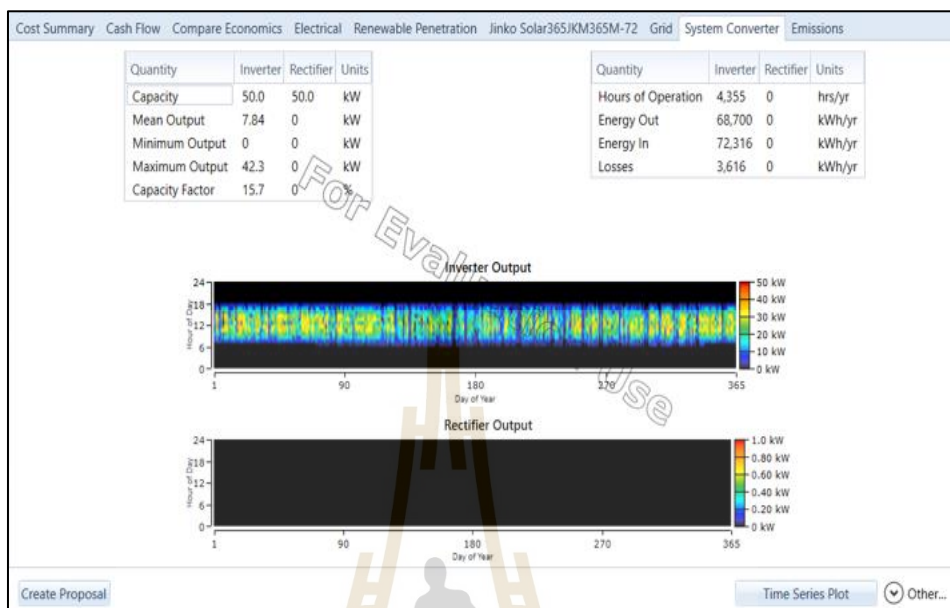 Cost Summary Cash Flow Compare Economics Electrical Renewable Penetration Jinko Solar365JKM365M-72 Grid System Converter Emissions
Quantity Inverter Rectifier Units
Capacity 50.0 50.0 kW
Mean Output 7.84 0 kW
Minimum Output 0 0 kW
Maximum Output 42.3 0 kW
Capacity Factor 15.7 0 %
Quantity Inverter Rectifier Units
Hours of Operation 4,355 0 hrs/yr
Energy Out 68,700 0 kWh/yr
Energy In 72,316 0 kWh/yr
Losses 3,616 0 kWh/yr
For
Use
Inverter Output
Hour of Day
24
18
12
6
0
1 90 180 270 365
Day of Year
50 kW
40 kW
30 kW
20 kW
10 kW
0 kW
Rectifier Output
Hour of Day
24
18
12
6
0
1 90 180 270 365
Day of Year
1.0 kW
0.80 kW
0.60 kW
0.40 kW
0.20 kW
0 kW
Create Proposal
Time Series Plot
Other...